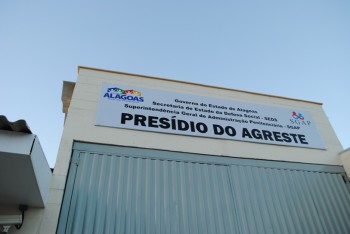 ALAGOAS
Governo do Estado de Alagoas
Secretaria de Estado da Defesa Social - SEDS
Superintendência Geral de Administração Penitenciária - SGAP
SGAP
PRESÍDIO DO AGRESTE